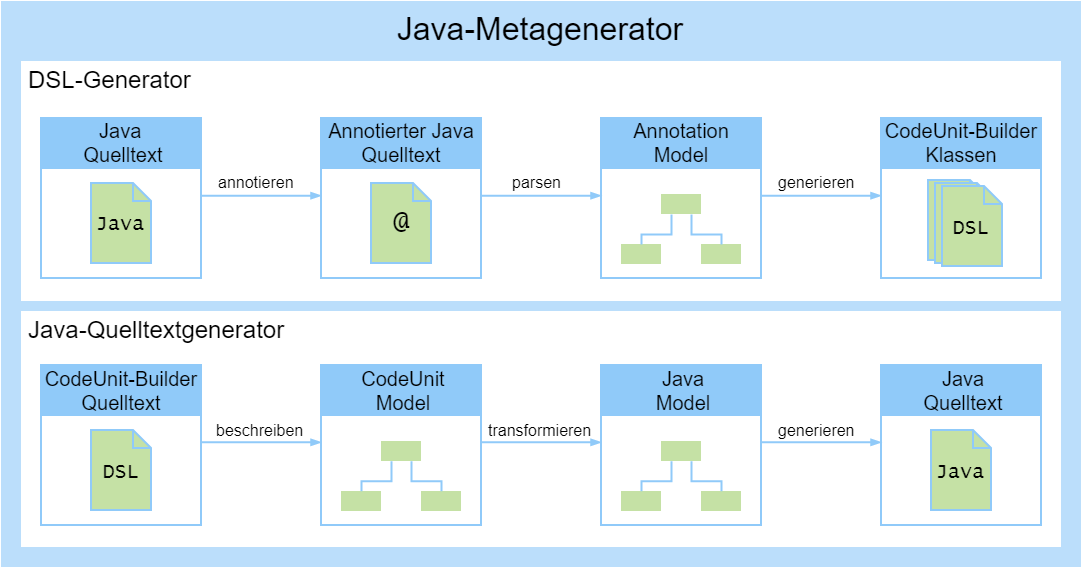 Java-Metagenerator
DSL-Generator
Java
Quelltext
Java
annotieren
Annotierter Java
Quelltext
@
parsen
Annotation
Model
generieren
CodeUnit-Builder
Klassen
DSL
Java-Quelltextgenerator
CodeUnit-Builder
Quelltext
DSL
beschreiben
CodeUnit
Model
transformieren
Java
Model
generieren
Java
Quelltext
Java